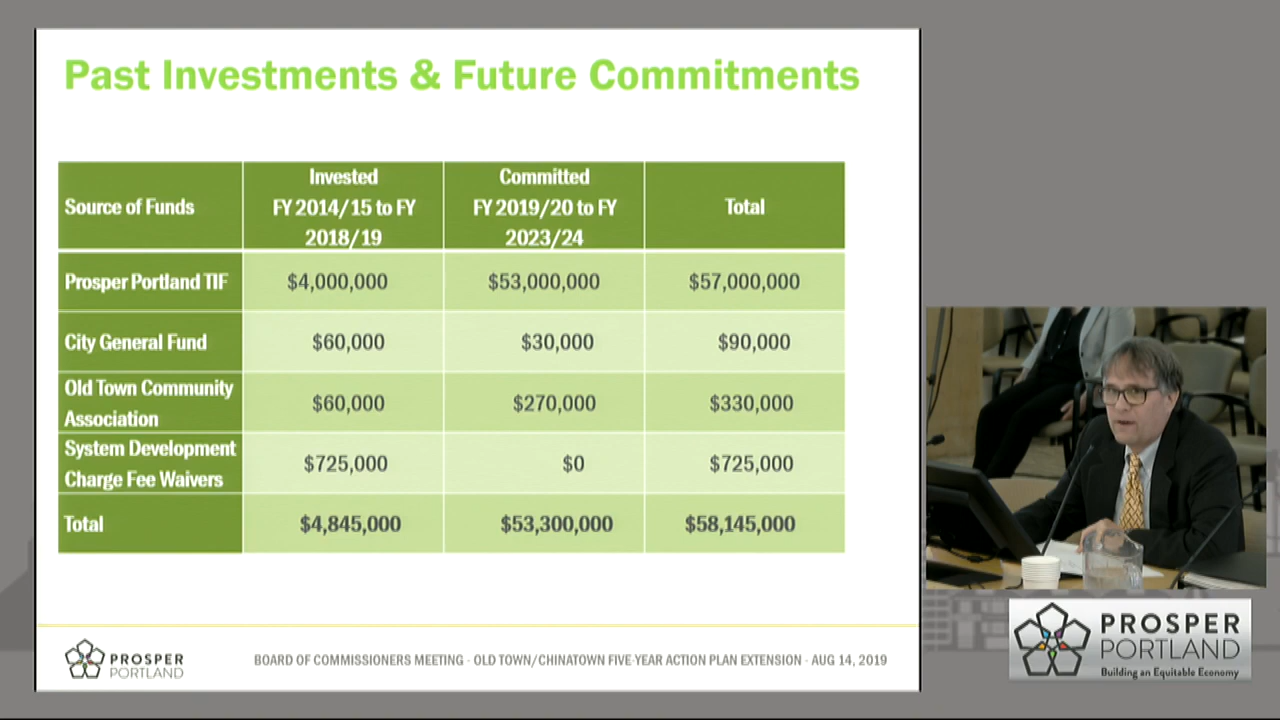 Past Investments & Future Commitments
Source of Funds
Invested
FY 2014/15 to FY
2018/19
Committed
FY 2019/20 to FY
2023/24
Total
Prosper Portland TIF
$4,000,000
$53,000,000
$57,000,000
City General Fund
$60,000
$30,000
$90,000
Old Town Community
Association
$60,000
$270,000
$330,000
System Development
Charge Fee Waivers
$725,000
$0
$725,000
Total
$4,845,000
$53,300,000
$58,145,000
PROSPER
PORTLAND
BOARD OF COMMISSIONERS MEETING - OLD TOWN/CHINATOWN FIVE-YEAR ACTION PLAN EXTENSION - AUG 14, 2019
PROSPER
PORTLAND
Building an Equitable Economy